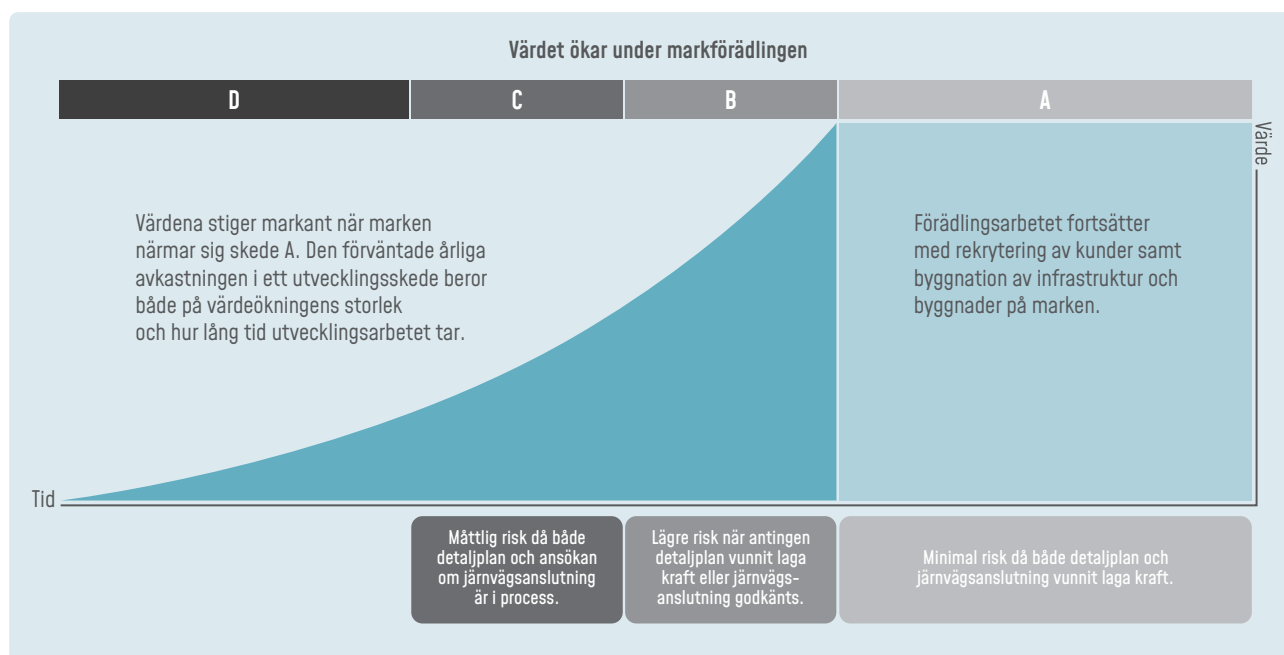 Värdet ökar under markförädlingen
D
C
B
A
Värde
Värdena stiger markant när marken
närmar sig skede A. Den förväntade årliga
avkastningen i ett utvecklingsskede beror
både på värdeökningens storlek
och hur lång tid utvecklingsarbetet tar.
Förädlingsarbetet fortsätter
med rekrytering av kunder samt
byggnation av infrastruktur och
byggnader på marken.
Tid
Måttlig risk då både
detaljplan och ansökan
om järnvägsanslutning
är i process.
Lägre risk när antingen
detaljplan vunnit laga
kraft eller järnvägs-
anslutning godkänts.
Minimal risk då både detaljplan och
järnvägsanslutning vunnit laga kraft.